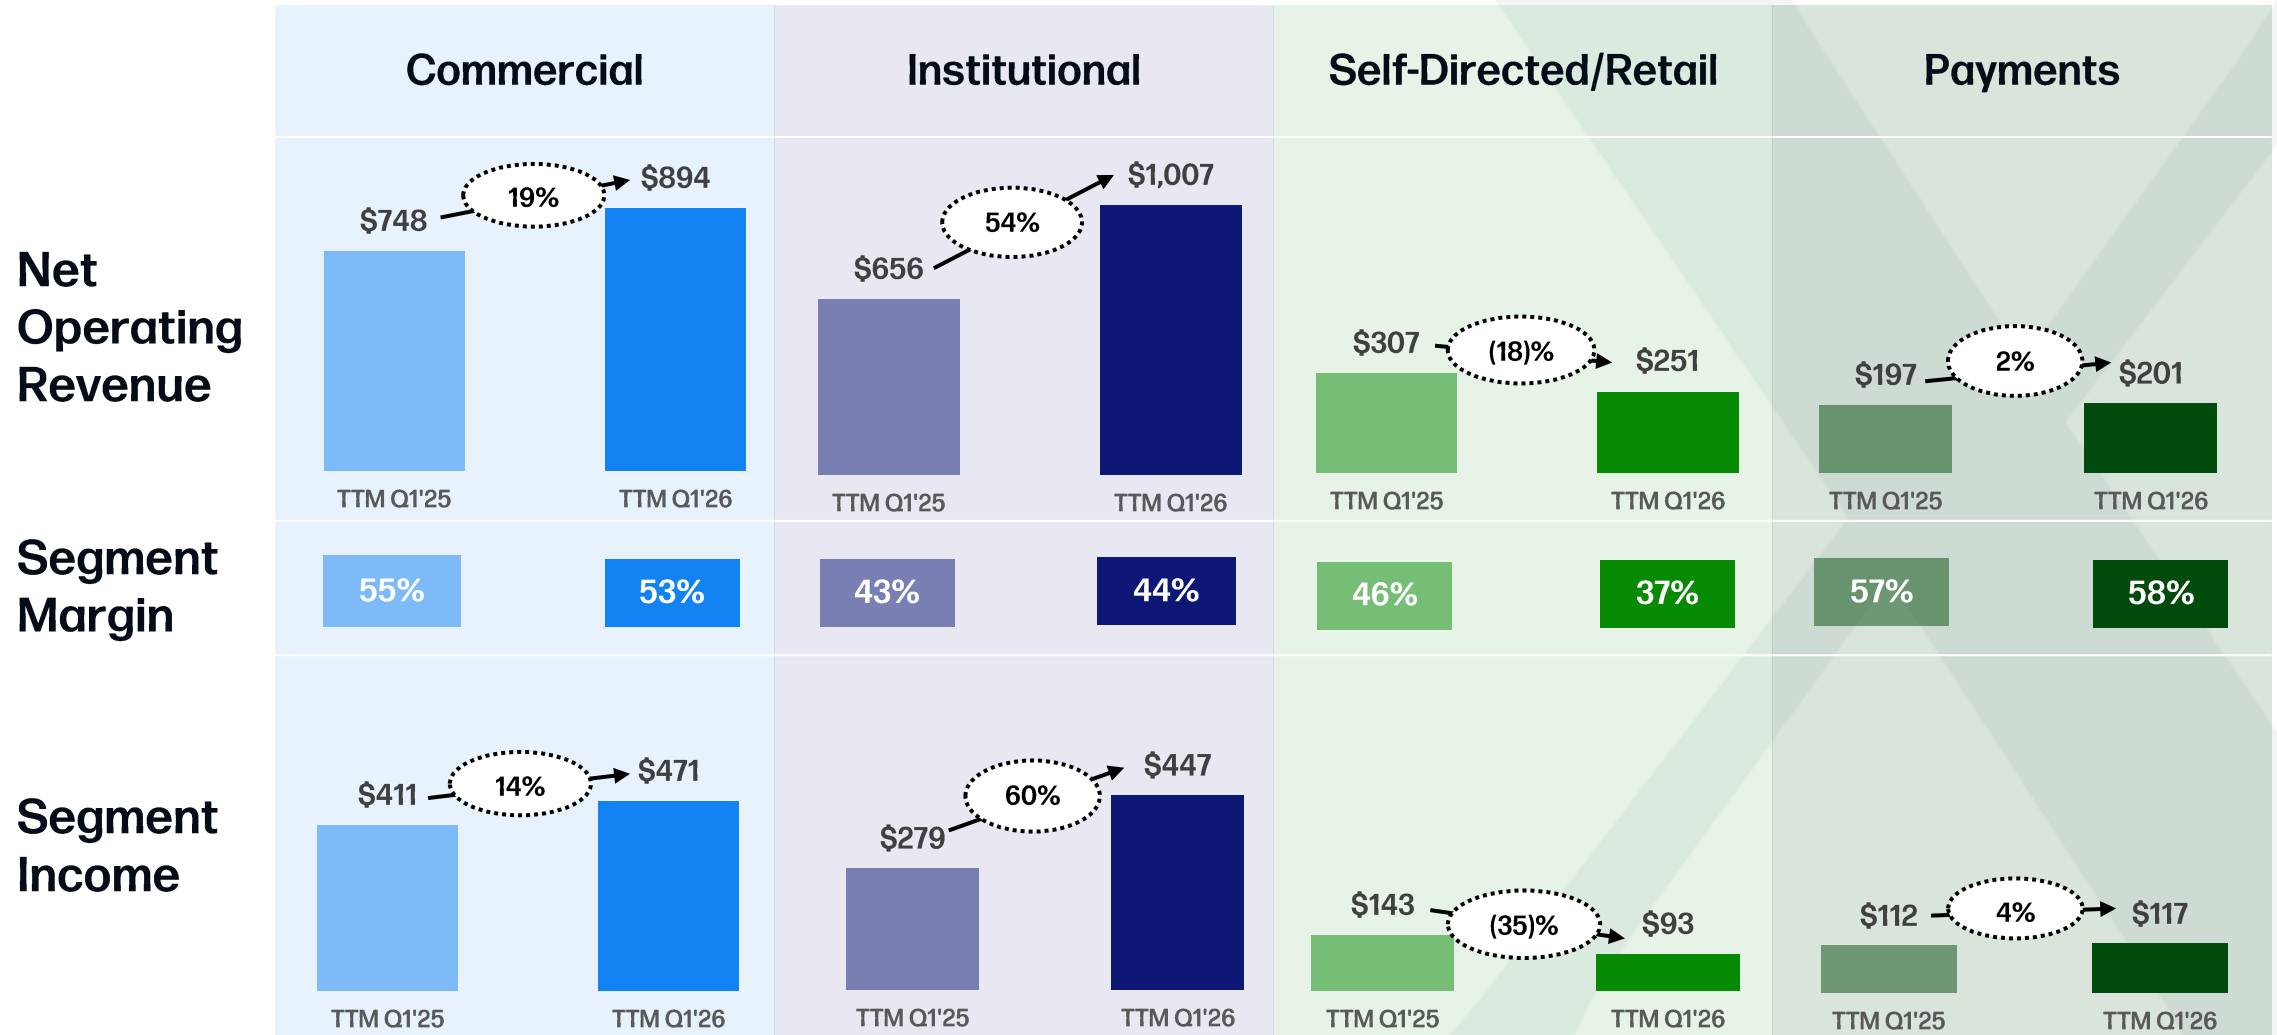 Commercial
Institutional
Self-Directed/Retail
Payments
Net
Operating
Revenue
$748
19%
$894
TTM Q1'25
TTM Q1'26
$656
54%
$1,007
TTM Q1'25
TTM Q1'26
$307
(18)%
$251
TTM Q1'25
TTM Q1'26
$197
2%
$201
TTM Q1'25
TTM Q1'26
Segment
Margin
55%
53%
43%
44%
46%
37%
57%
58%
Segment
Income
$411
14%
$471
TTM Q1'25
TTM Q1'26
$279
60%
$447
TTM Q1'25
TTM Q1'26
$143
(35)%
$93
TTM Q1'25
TTM Q1'26
$112
4%
$117
TTM Q1'25
TTM Q1'26